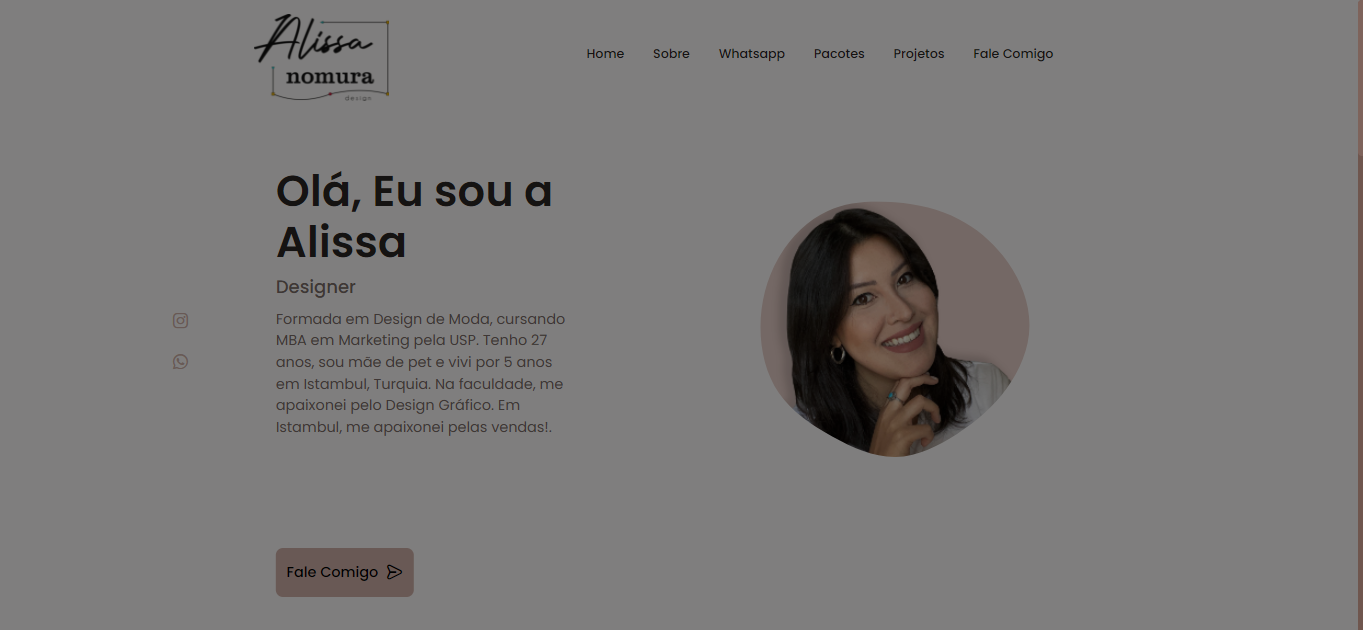 Alissa
nomura
design
Home Sobre Whatsapp Pacotes Projetos Fale Comigo
Olá, Eu sou a
Alissa
Designer
Formada em Design de Moda, cursando
MBA em Marketing pela USP. Tenho 27
anos, sou mãe de pet e vivi por 5 anos
em Istambul, Turquia. Na faculdade, me
apaixonei pelo Design Gráfico. Em
Istambul, me apaixonei pelas vendas!.
Fale Comigo